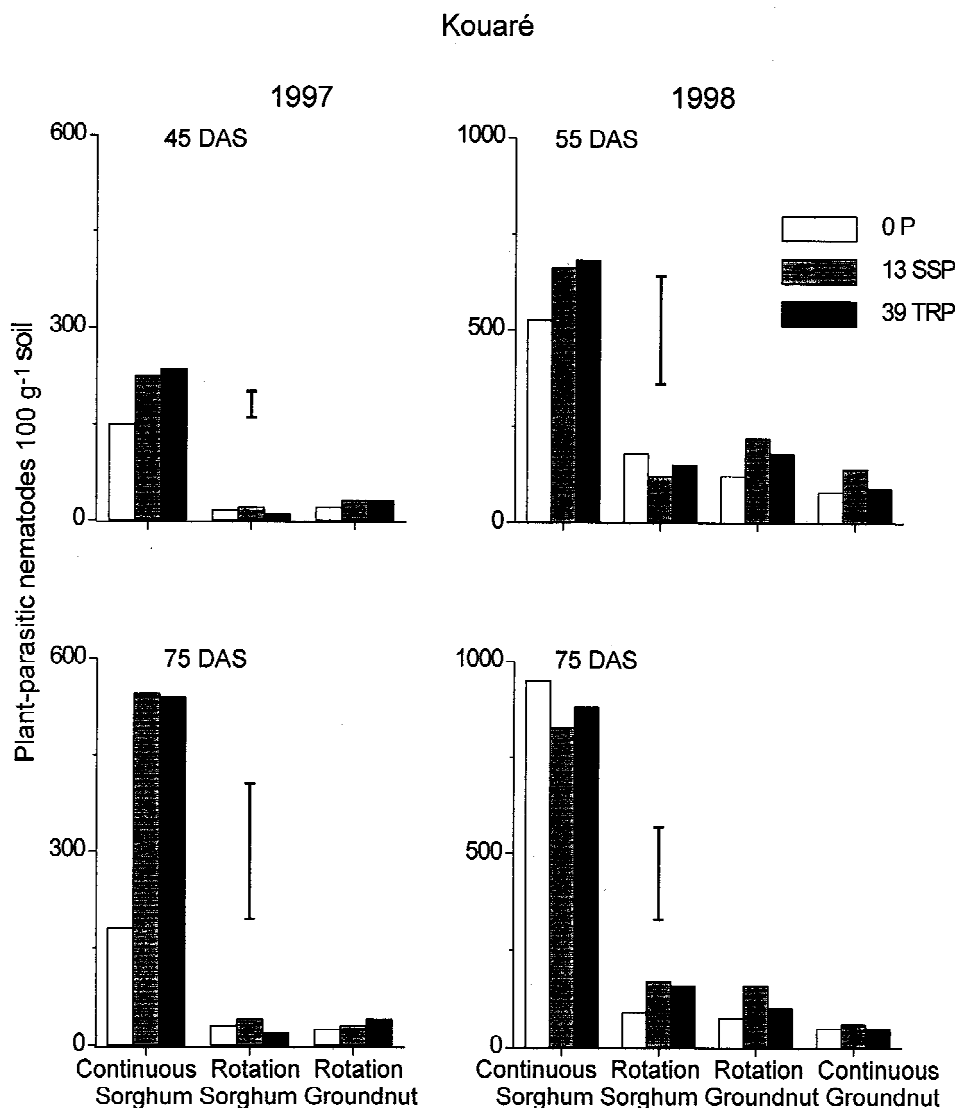 Kouaré
1997
1998
Plant-parasitic nematodes 100 g-1 soil
45 DAS
600
300
0
55 DAS
1000
500
0
0 P
13 SSP
39 TRP
75 DAS
600
300
0
Continuous Sorghum
Rotation Sorghum
Rotation Groundnut
75 DAS
1000
500
0
Continuous Sorghum
Rotation Sorghum
Rotation Groundnut
Continuous Groundnut